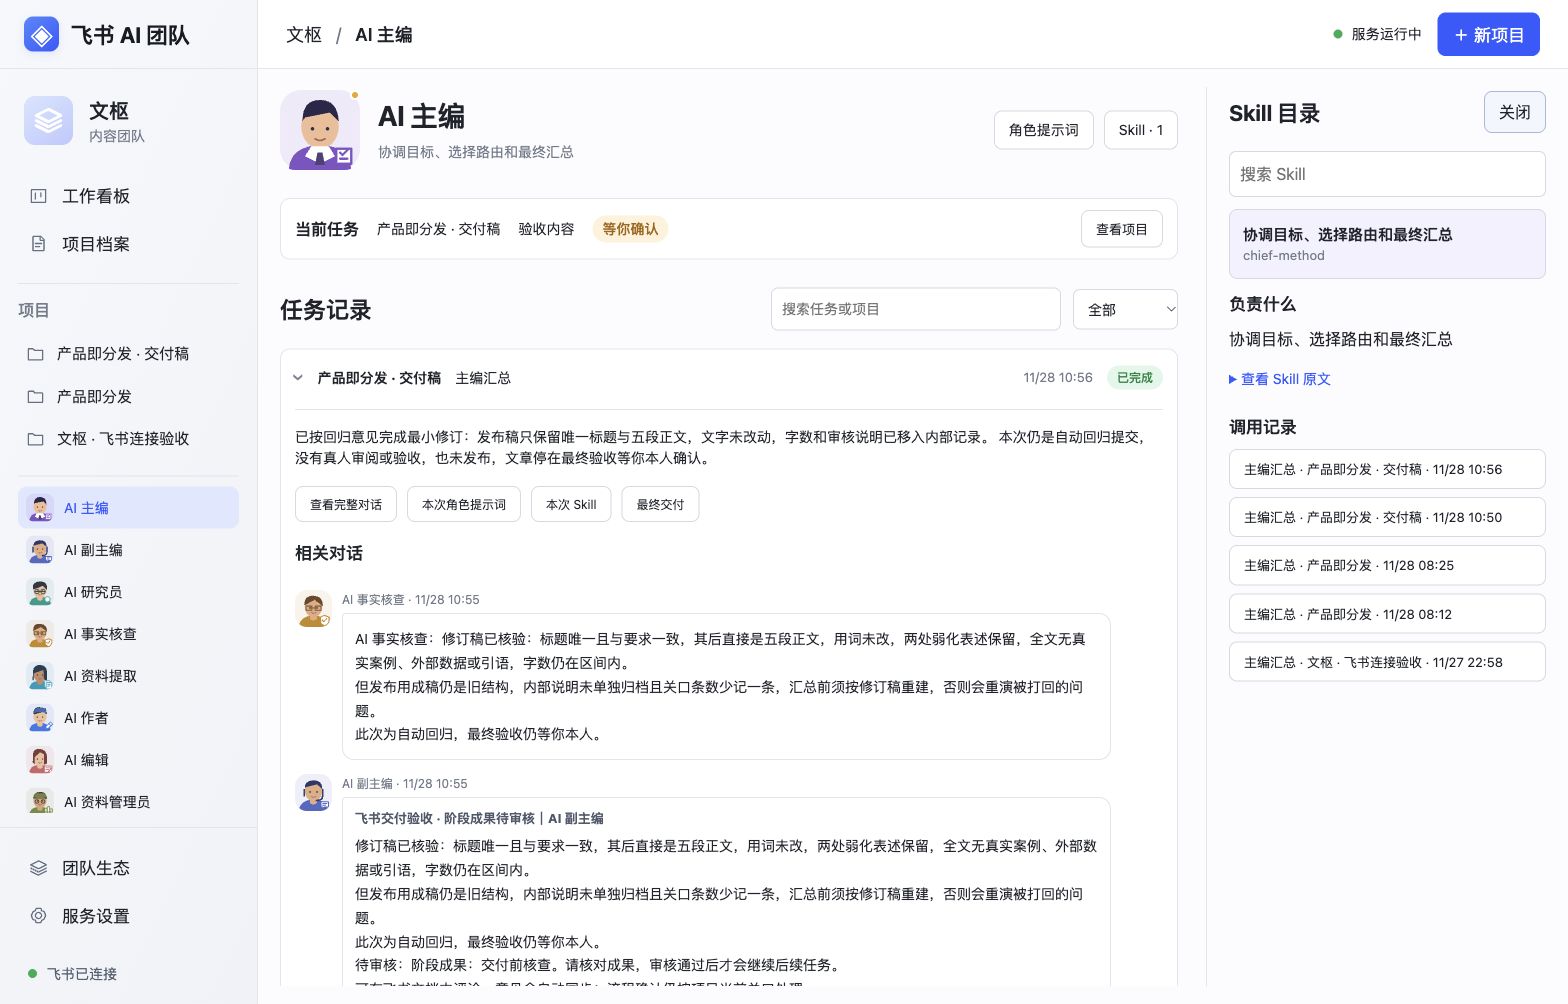 飞书 AI 团队
文枢
内容团队
工作看板
项目档案
项目
产品即分发 · 交付稿
产品即分发
文枢 · 飞书连接验收
AI 主编
AI 副主编
AI 研究员
AI 事实核查
AI 资料提取
AI 作者
AI 编辑
AI 资料管理员
团队生态
服务设置
飞书已连接
文枢 / AI 主编
服务运行中
+ 新项目
AI 主编
协调目标、选择路由和最终汇总
角色提示词
Skill · 1
当前任务 产品即分发 · 交付稿 验收内容 等你确认
查看项目
任务记录
搜索任务或项目
全部
产品即分发 · 交付稿 主编汇总
11/28 10:56 已完成
已按回归意见完成最小修订：发布稿只保留唯一标题与五段正文，文字未改动，字数和审核说明已移入内部记录。 本次仍是自动回归提交，
没有真人审阅或验收，也未发布，文章停在最终验收等你本人确认。
查看完整对话
本次角色提示词
本次 Skill
最终交付
相关对话
AI 事实核查 · 11/28 10:55
AI 事实核查：修订稿已核验：标题唯一且与要求一致，其后直接是五段正文，用词未改，两处弱化表述保留，全文无真
实案例、外部数据或引语，字数仍在区间内。
但发布用成稿仍是旧结构，内部说明未单独归档且关口条数少记一条，汇总前须按修订稿重建，否则会重演被打回的问
题。
此次为自动回归，最终验收仍等你本人。
AI 副主编 · 11/28 10:55
飞书交付验收 · 阶段成果待审核｜AI 副主编
修订稿已核验：标题唯一且与要求一致，其后直接是五段正文，用词未改，两处弱化表述保留，全文无真实案例、外部数
据或引语，字数仍在区间内。
但发布用成稿仍是旧结构，内部说明未单独归档且关口条数少记一条，汇总前须按修订稿重建，否则会重演被打回的问
题。
此次为自动回归，最终验收仍等你本人。
待审核：阶段成果：交付前核查。请核对成果，审核通过后才会继续后续任务。
Skill 目录
关闭
搜索 Skill
协调目标、选择路由和最终汇总
chief-method
负责什么
协调目标、选择路由和最终汇总
查看 Skill 原文
调用记录
主编汇总 · 产品即分发 · 交付稿 · 11/28 10:56
主编汇总 · 产品即分发 · 交付稿 · 11/28 10:50
主编汇总 · 产品即分发 · 11/28 08:25
主编汇总 · 产品即分发 · 11/28 08:12
主编汇总 · 文枢 · 飞书连接验收 · 11/27 22:58